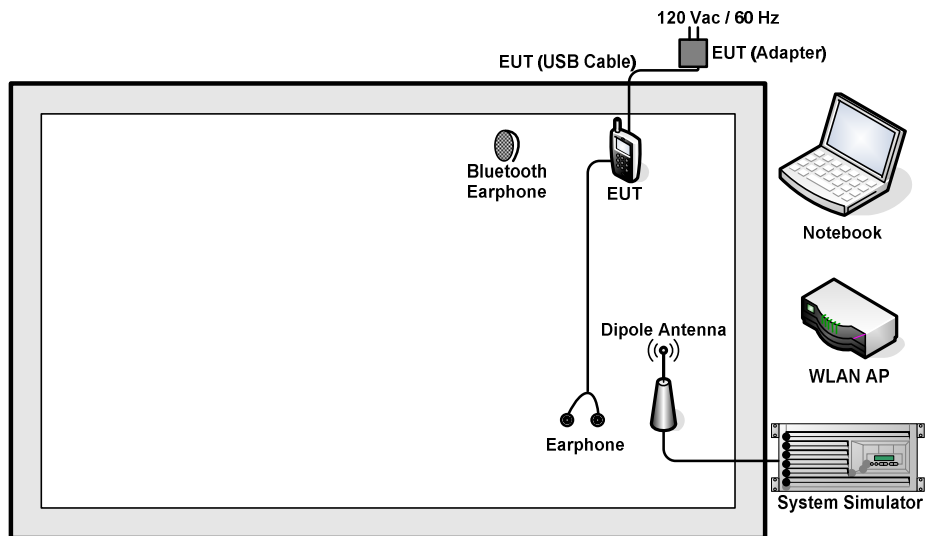 120 Vac / 60 Hz
EUT (Adapter)
EUT (USB Cable)
Bluetooth
Earphone
EUT
Notebook
Dipole Antenna
WLAN AP
Earphone
System Simulator